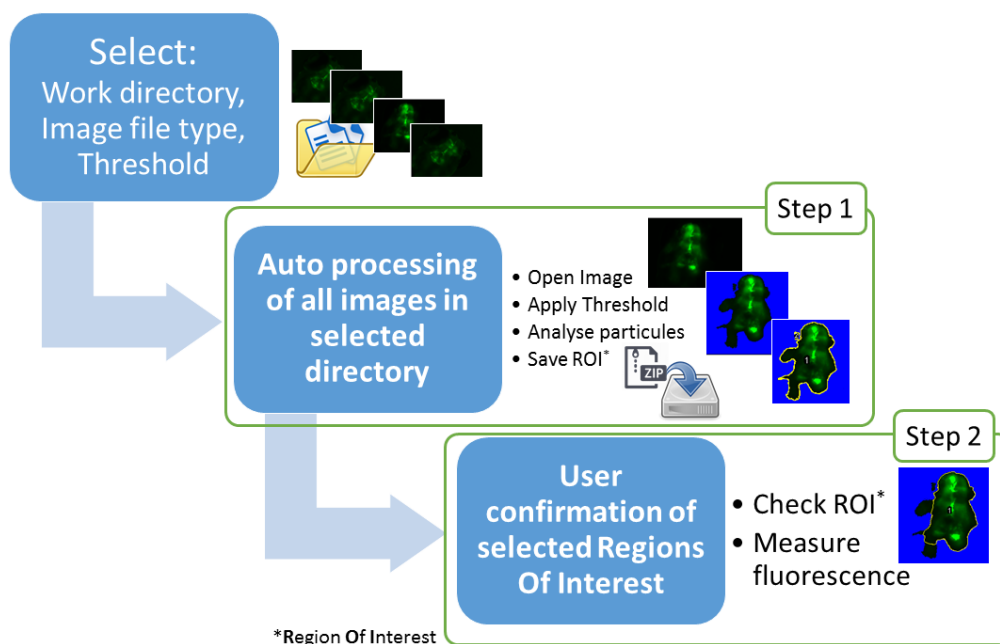 Select:
Work directory,
Image file type,
Threshold
Step 1
Auto processing
of all images in
selected
directory
• Open Image
• Apply Threshold
• Analyse particules
• Save ROI*
ZIP
1
Step 2
User
confirmation of
selected Regions
Of Interest
• Check ROI*
• Measure
fluorescence
1
*Region Of Interest